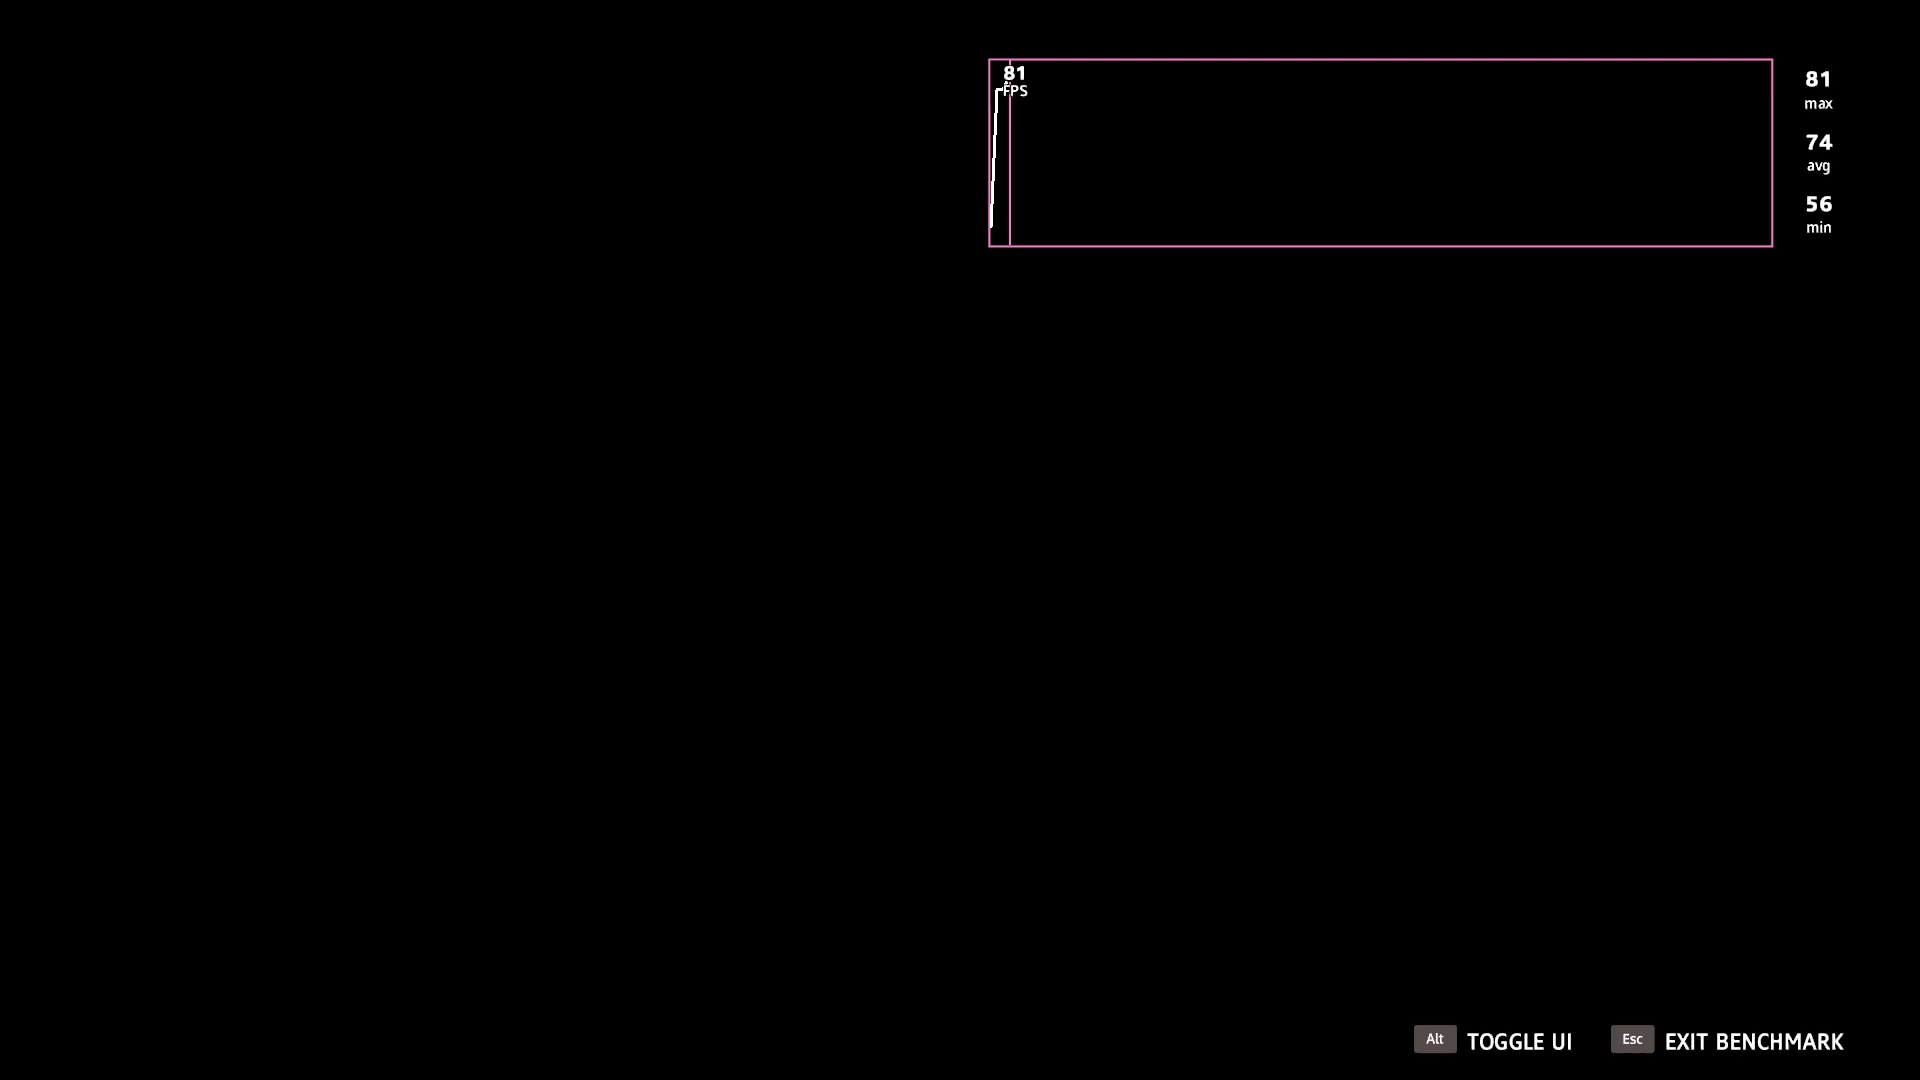 81
FPS
81
max
74
avg
56
min
Alt TOGGLE UI Esc EXIT BENCHMARK